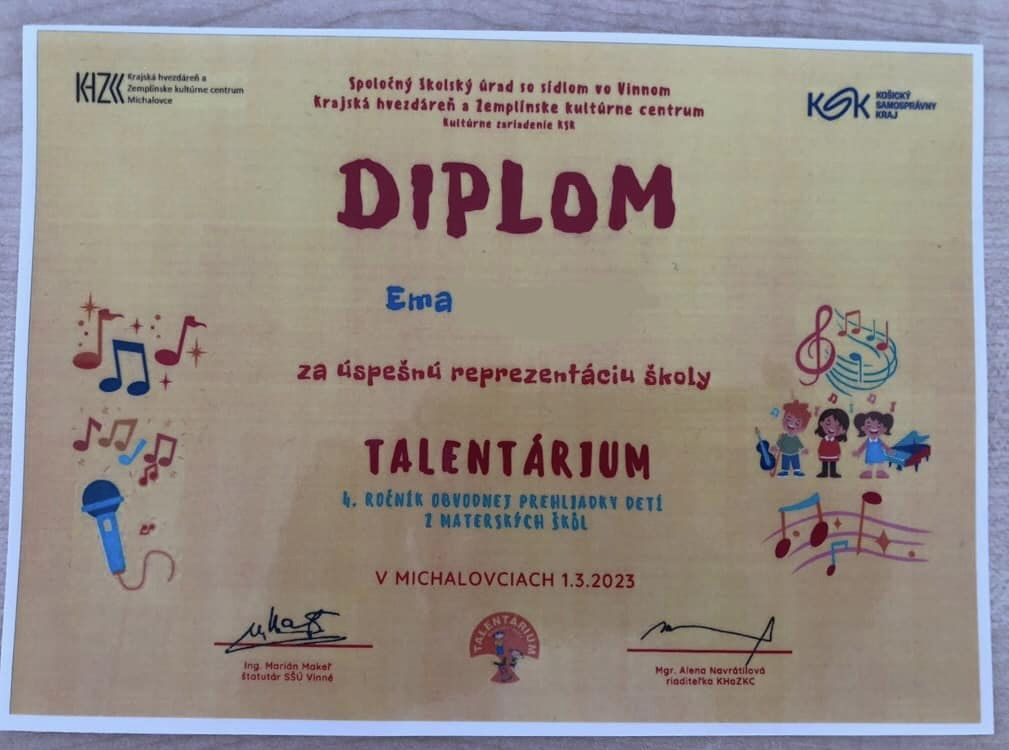 KHZKC
Krajská hvezdáreň a
Zemplínske kultúrne centrum
Michalovce
Spoločný školský úrad so sídlom vo Vinnom
Krajská hvezdáreň a Zemplínske kultúrne centrum
Kultúrne zariadenie KSK
KSK
KOŠICKÝ
SAMOSPRÁVNY
KRAJ
DIPLOM
Ema
za úspešnú reprezentáciu školy
TALENTÁRIUM
4. ROČNÍK OBVODNEJ PREHLIADKY DETÍ
Z MATERSKÝCH ŠKÔL
V MICHALOVCIACH 1.3.2023
TALENTÁRIUM
Ing. Marián Makeľ
štatutár SŠÚ Vinné
Mgr. Alena Navrátilová
riaditeľka KHaZKC